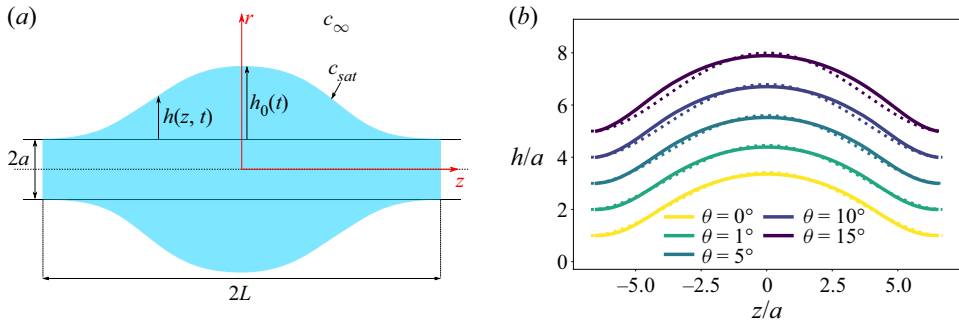 (a)
r
c∞
c_sat
h(z, t)
h₀(t)
2a
z
2L
(b)
8
6
h/a
4
2
0
θ = 0°
θ = 1°
θ = 5°
θ = 10°
θ = 15°
−5.0
−2.5
0
2.5
5.0
z/a